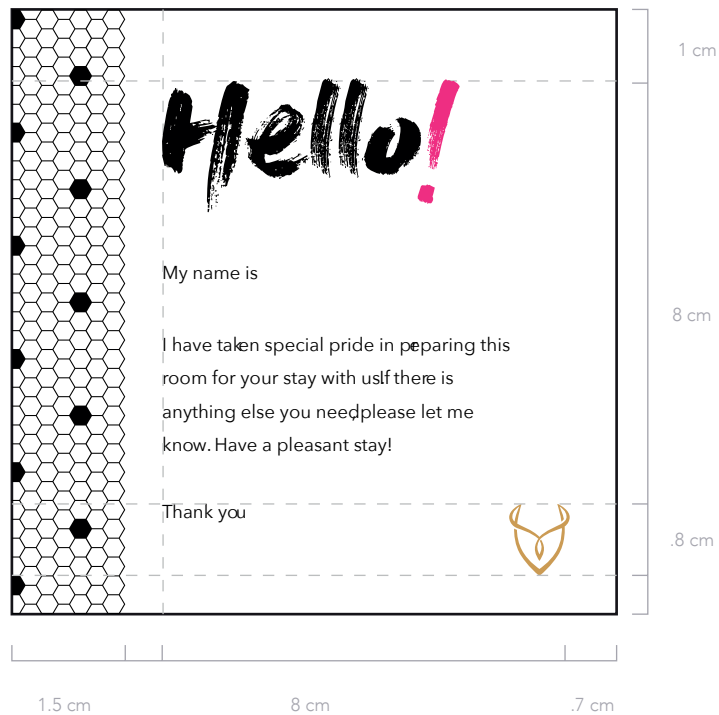 Hello!
1 cm
My name is
8 cm
I have taken special pride in preparing this
room for your stay with us.If there is
anything else you need,please let me
know. Have a pleasant stay!
Thank you
.8 cm
1.5 cm
8 cm
.7 cm